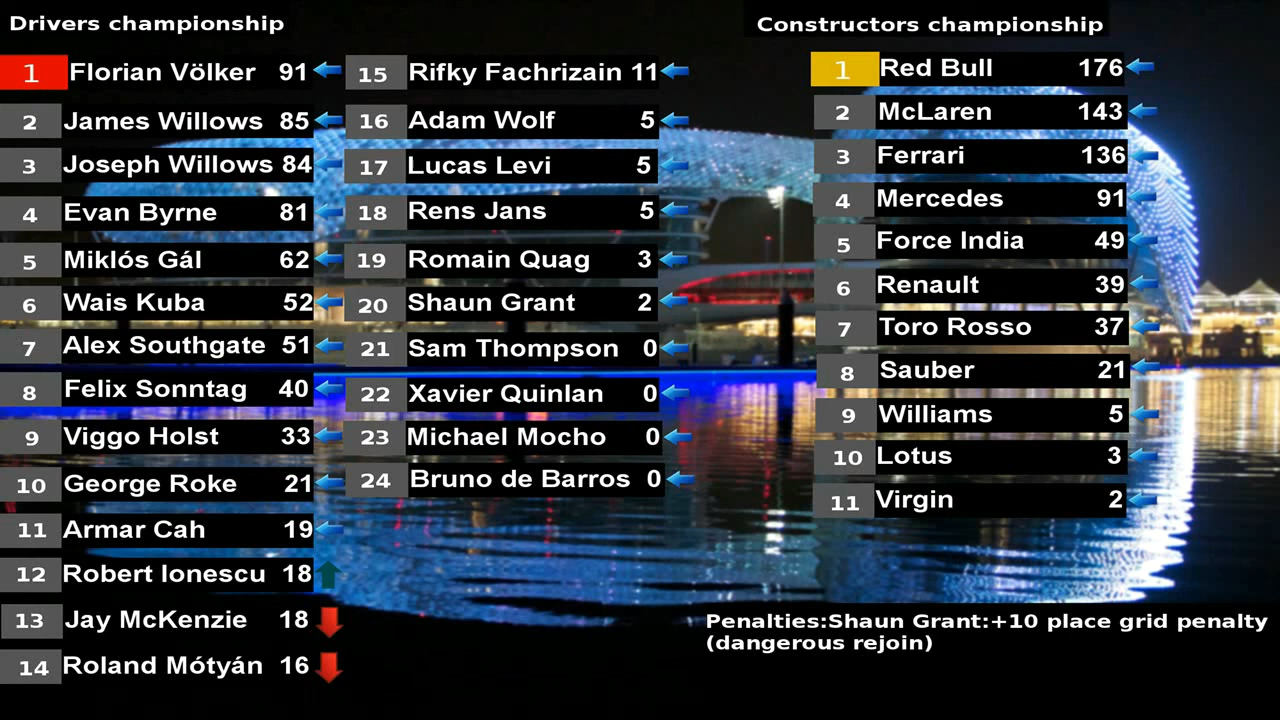 Drivers championship
1 Florian Völker 91
2 James Willows 85
3 Joseph Willows 84
4 Evan Byrne 81
5 Miklós Gál 62
6 Wais Kuba 52
7 Alex Southgate 51
8 Felix Sonntag 40
9 Viggo Holst 33
10 George Roke 21
11 Armar Cah 19
12 Robert Ionescu 18
13 Jay McKenzie 18
14 Roland Mótyán 16
15 Rifky Fachrizain 11
16 Adam Wolf 5
17 Lucas Levi 5
18 Rens Jans 5
19 Romain Quag 3
20 Shaun Grant 2
21 Sam Thompson 0
22 Xavier Quinlan 0
23 Michael Mocho 0
24 Bruno de Barros 0
Constructors championship
1 Red Bull 176
2 McLaren 143
3 Ferrari 136
4 Mercedes 91
5 Force India 49
6 Renault 39
7 Toro Rosso 37
8 Sauber 21
9 Williams 5
10 Lotus 3
11 Virgin 2
Penalties:Shaun Grant:+10 place grid penalty
(dangerous rejoin)